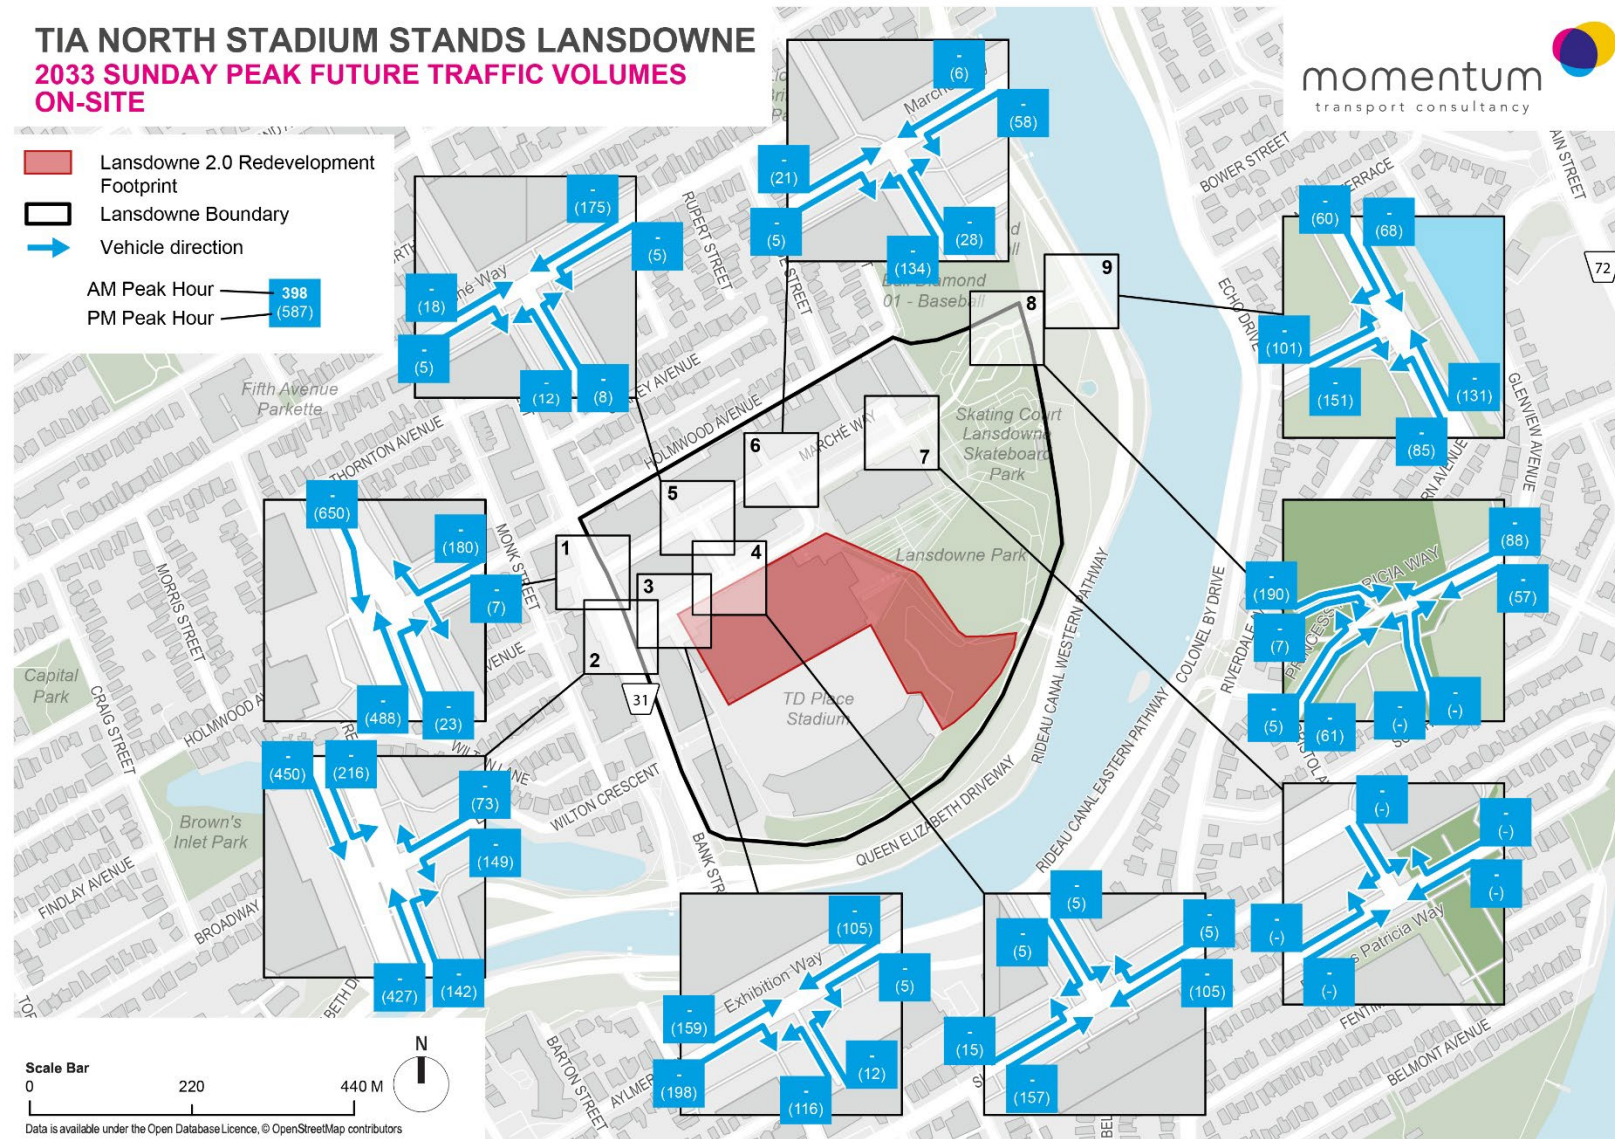 TIA NORTH STADIUM STANDS LANSDOWNE
2033 SUNDAY PEAK FUTURE TRAFFIC VOLUMES
ON-SITE
momentum
transport consultancy
Lansdowne 2.0 Redevelopment
Footprint
Lansdowne Boundary
Vehicle direction
AM Peak Hour
398
PM Peak Hour
(587)
-
(6)
-
(58)
-
(21)
-
(5)
-
(134)
-
(28)
-
(175)
-
(5)
-
(18)
-
(5)
-
(12)
-
(8)
-
(60)
-
(68)
-
(101)
-
(151)
-
(131)
-
(85)
-
(650)
-
(180)
-
(7)
-
(488)
-
(23)
-
(88)
-
(57)
-
(190)
-
(7)
-
(5)
-
(61)
-
(-)
-
(-)
-
(450)
-
(216)
-
(73)
-
(149)
-
(427)
-
(142)
-
(105)
-
(5)
-
(159)
-
(198)
-
(116)
-
(12)
-
(5)
-
(5)
-
(5)
-
(105)
-
(15)
-
(157)
-
(-)
-
(-)
-
(-)
-
(-)
-
(-)
1
2
3
4
5
6
7
8
9
31
72
BOWER STREET
ECHO DRIVE
GLENVIEW AVENUE
RUPERT STREET
HOLMWOOD AVENUE
MARCHÉ WAY
Ball Diamond
01 - Baseball
Skating Court
Lansdowne
Skateboard
Park
Lansdowne Park
TD Place
Stadium
Fifth Avenue
Parkette
THORNTON AVENUE
MONK STREET
MORRIS STREET
CRAIG STREET
Capital
Park
Brown's
Inlet Park
FINDLAY AVENUE
BROADWAY
WILTON CRESCENT
QUEEN ELIZABETH DRIVEWAY
RIDEAU CANAL WESTERN PATHWAY
RIDEAU CANAL EASTERN PATHWAY
COLONEL BY DRIVE
Exhibition Way
BARTON STREET
BELMONT AVENUE
N
Scale Bar
0 220 440 M
Data is available under the Open Database Licence, © OpenStreetMap contributors